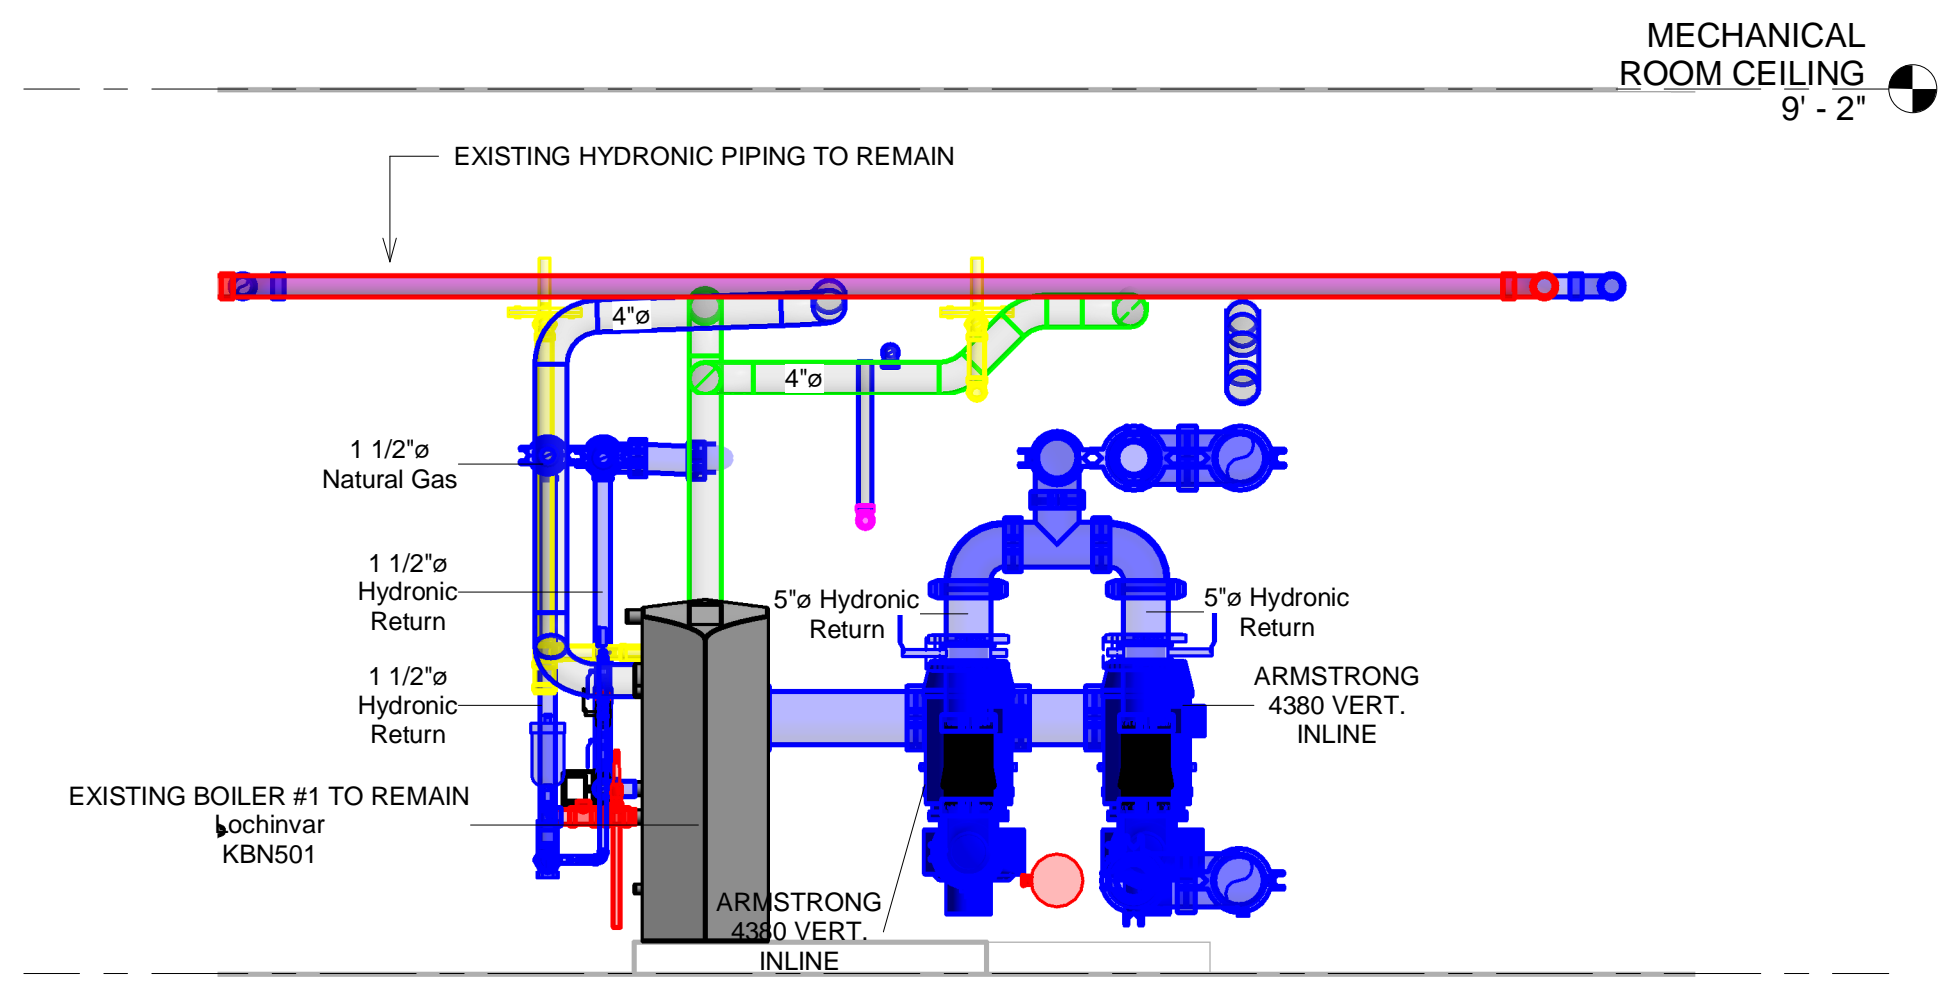 MECHANICAL
ROOM CEILING
9' - 2"
EXISTING HYDRONIC PIPING TO REMAIN
4"ø
4"ø
1 1/2"ø
Natural Gas
1 1/2"ø
Hydronic
Return
5"ø Hydronic
Return
5"ø Hydronic
Return
1 1/2"ø
Hydronic
Return
ARMSTRONG
4380 VERT.
INLINE
EXISTING BOILER #1 TO REMAIN
Lochinvar
KBN501
ARMSTRONG
4380 VERT.
INLINE